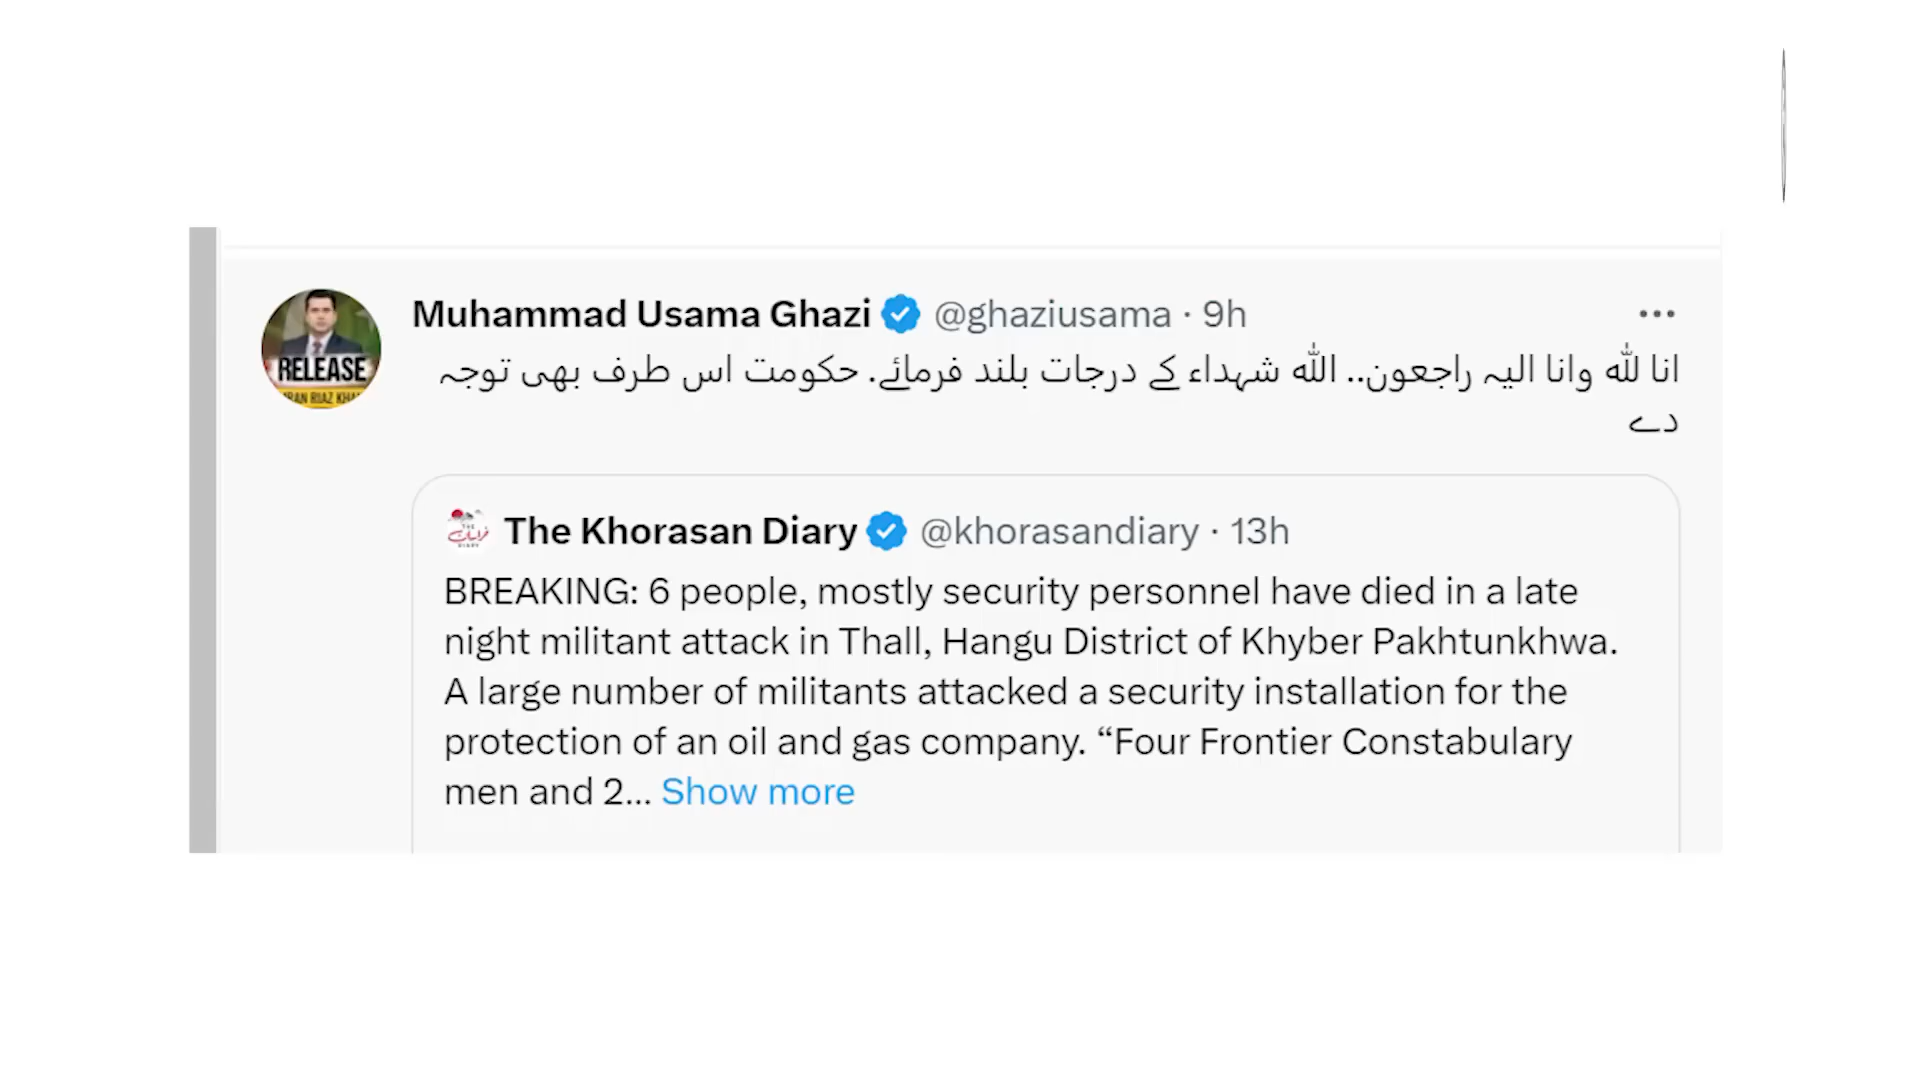 Muhammad Usama Ghazi @ghaziusama · 9h
انا للّٰه وانا الیہ راجعون.. اللّٰه شہداء کے درجات بلند فرمائے. حکومت اس طرف بھی توجہ
دے
RELEASE
The Khorasan Diary @khorasandiary · 13h
BREAKING: 6 people, mostly security personnel have died in a late
night militant attack in Thall, Hangu District of Khyber Pakhtunkhwa.
A large number of militants attacked a security installation for the
protection of an oil and gas company. “Four Frontier Constabulary
men and 2... Show more